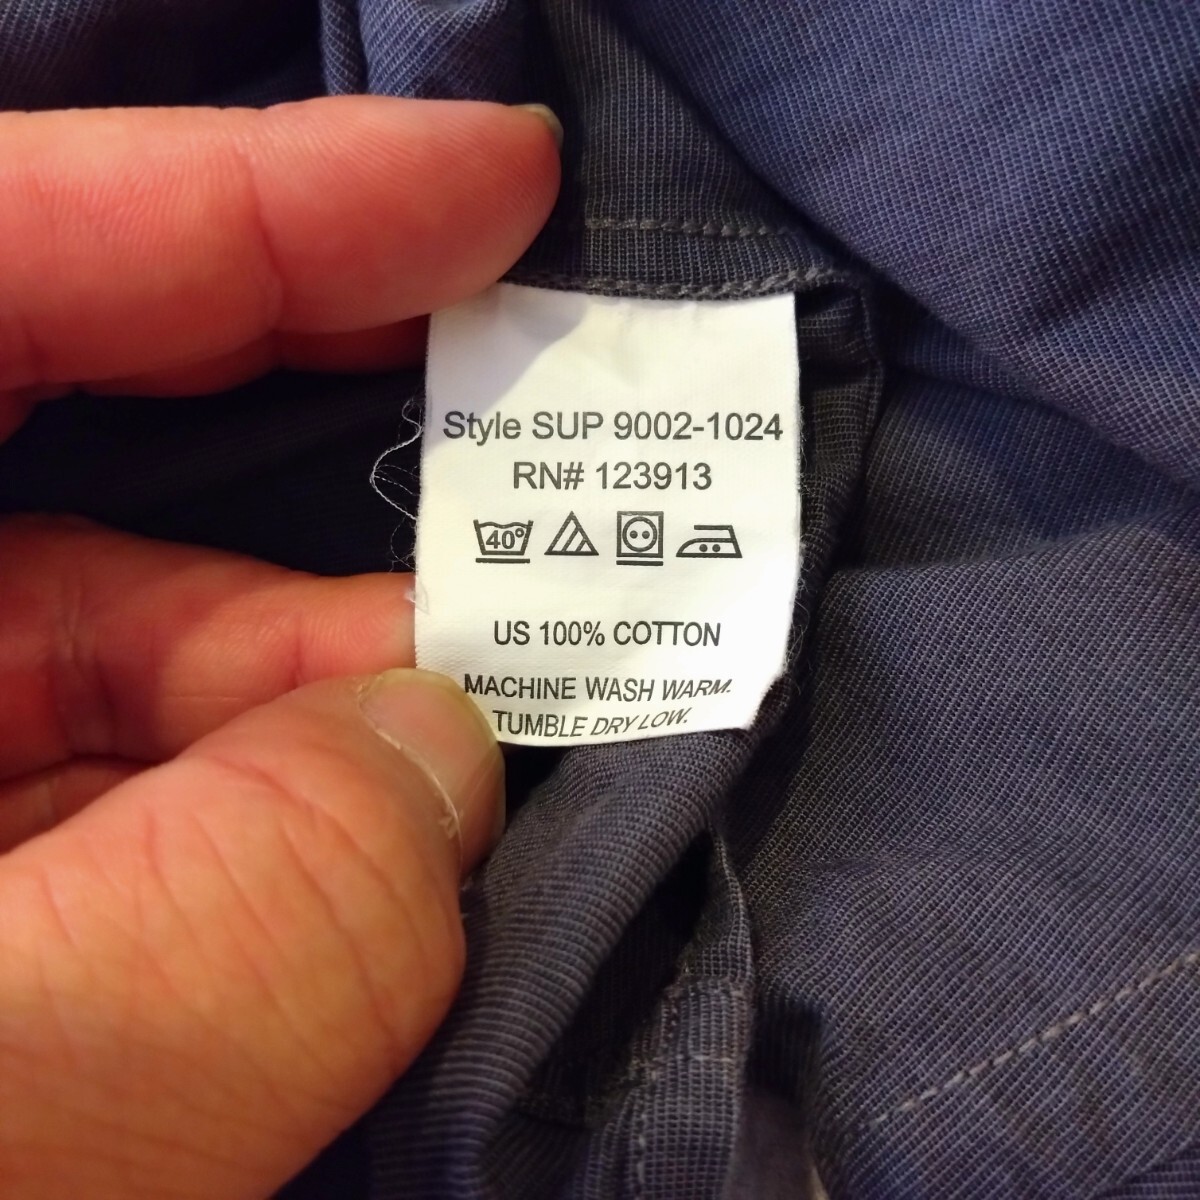 Style SUP 9002-1024
RN# 123913
40°
US 100% COTTON
MACHINE WASH WARM.
TUMBLE DRY LOW.